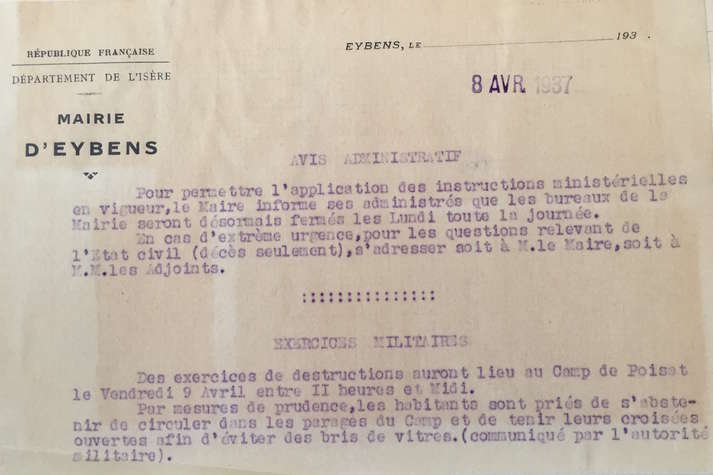 RÉPUBLIQUE FRANÇAISE
DÉPARTEMENT DE L'ISÈRE
MAIRIE
D'EYBENS
EYBENS, LE 193 .
8 AVR 1937
AVIS ADMINISTRATIF
Pour permettre l'application des instructions ministérielles
en vigueur,le Maire informe ses administrés que les bureaux de la
Mairie seront désormais fermés les Lundi toute la journée.
En cas d'extrême urgence,pour les questions relevant de
l'Etat civil (décès seulement),s'adresser soit à M.le Maire,soit à
M.M.les Adjoints.
:::::::::::::::
EXERCICES MILITAIRES
Des exercices de destructions auront lieu au Camp de Poisat
le Vendredi 9 Avril entre II heures et Midi.
Par mesures de prudence,les habitants sont priés de s'abste-
nir de circuler dans les parages du Camp et de tenir leurs croisées
ouvertes afin d'éviter des bris de vitres.(communiqué par l'autorité
militaire).